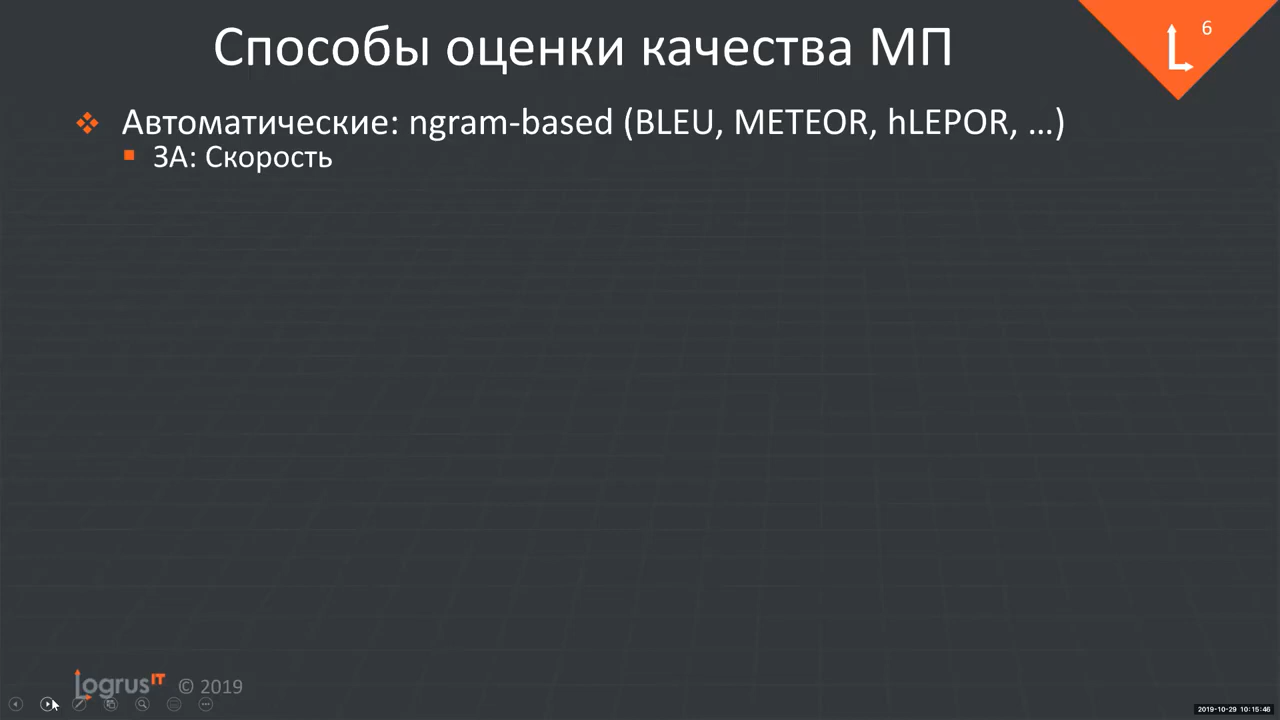 Способы оценки качества МП
6
Автоматические: ngram-based (BLEU, METEOR, hLEPOR, …)
ЗА: Скорость
Logrus IT © 2019
2019-10-29 10:15:46